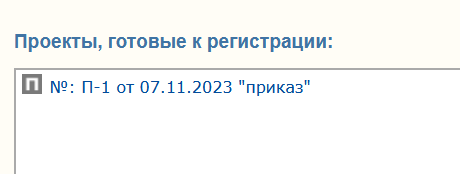 Проекты, готовые к регистрации:
П №: П-1 от 07.11.2023 "приказ"